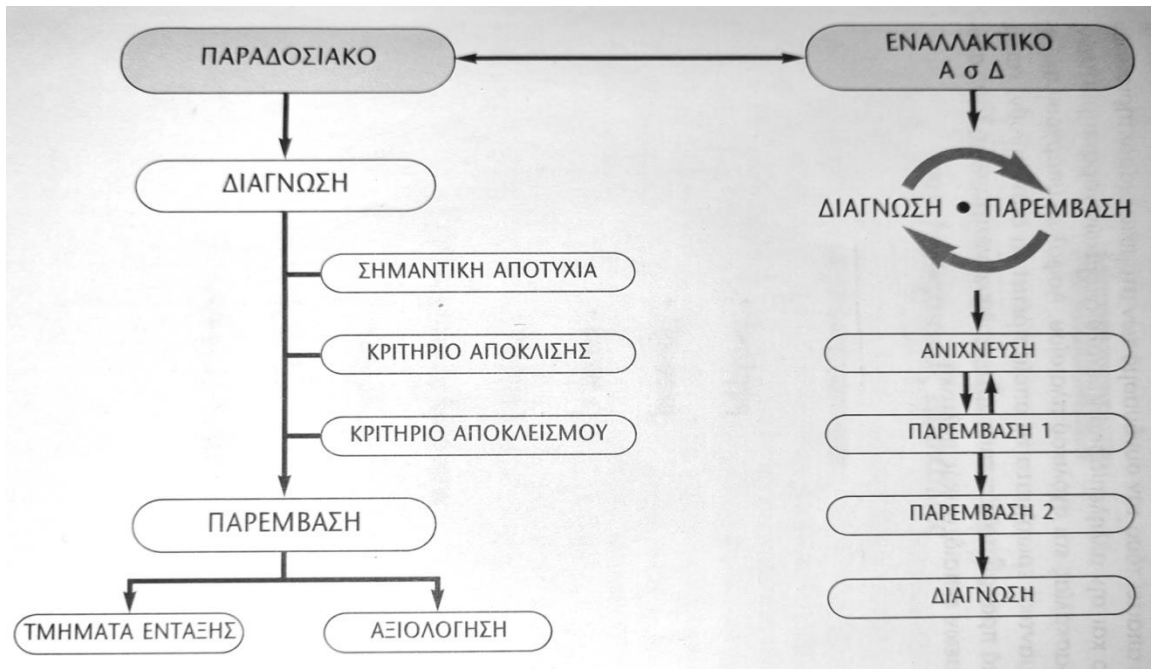 ΠΑΡΑΔΟΣΙΑΚΟ
ΔΙΑΓΝΩΣΗ
ΣΗΜΑΝΤΙΚΗ ΑΠΟΤΥΧΙΑ
ΚΡΙΤΗΡΙΟ ΑΠΟΚΛΙΣΗΣ
ΚΡΙΤΗΡΙΟ ΑΠΟΚΛΕΙΣΜΟΥ
ΠΑΡΕΜΒΑΣΗ
ΤΜΗΜΑΤΑ ΕΝΤΑΞΗΣ
ΑΞΙΟΛΟΓΗΣΗ
ΕΝΑΛΛΑΚΤΙΚΟ
Α σ Δ
ΔΙΑΓΝΩΣΗ • ΠΑΡΕΜΒΑΣΗ
ΑΝΙΧΝΕΥΣΗ
ΠΑΡΕΜΒΑΣΗ 1
ΠΑΡΕΜΒΑΣΗ 2
ΔΙΑΓΝΩΣΗ